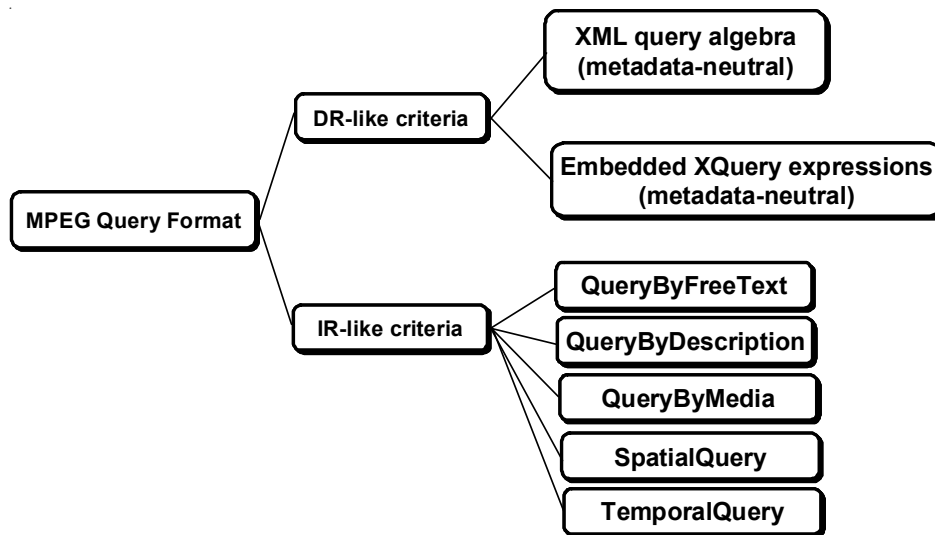 XML query algebra
(metadata-neutral)
DR-like criteria
Embedded XQuery expressions
(metadata-neutral)
MPEG Query Format
QueryByFreeText
IR-like criteria
QueryByDescription
QueryByMedia
SpatialQuery
TemporalQuery